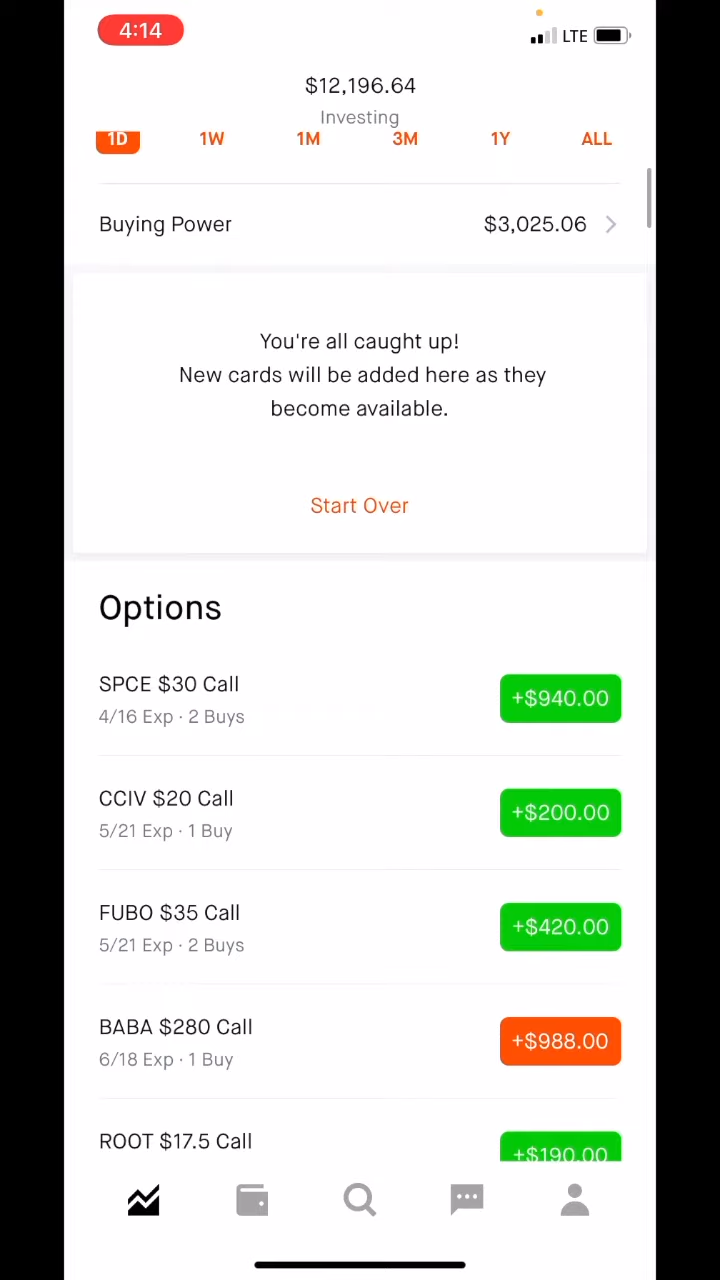 4:14
LTE
$12,196.64
Investing
1D 1W 1M 3M 1Y ALL
Buying Power $3,025.06
You're all caught up!
New cards will be added here as they
become available.
Start Over
Options
SPCE $30 Call
+$940.00
4/16 Exp · 2 Buys
CCIV $20 Call
+$200.00
5/21 Exp · 1 Buy
FUBO $35 Call
+$420.00
5/21 Exp · 2 Buys
BABA $280 Call
+$988.00
6/18 Exp · 1 Buy
ROOT $17.5 Call
+$190.00